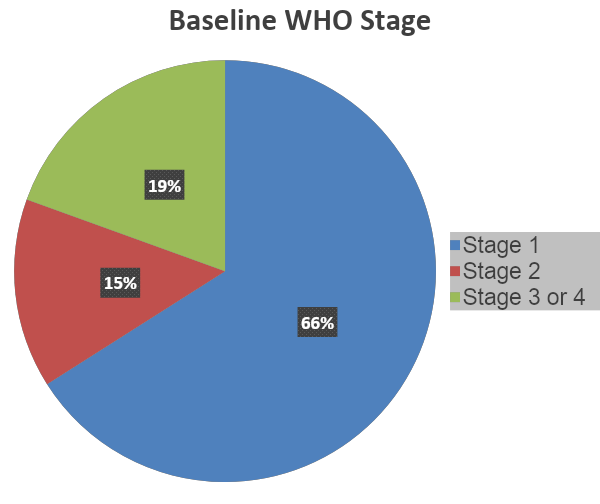 Baseline WHO Stage
19%
15%
66%
Stage 1
Stage 2
Stage 3 or 4